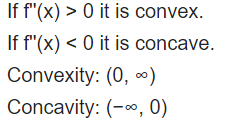 If f"(x) > 0 it is convex.
If f"(x) < 0 it is concave.
Convexity: (0, ∞)
Concavity: (−∞, 0)